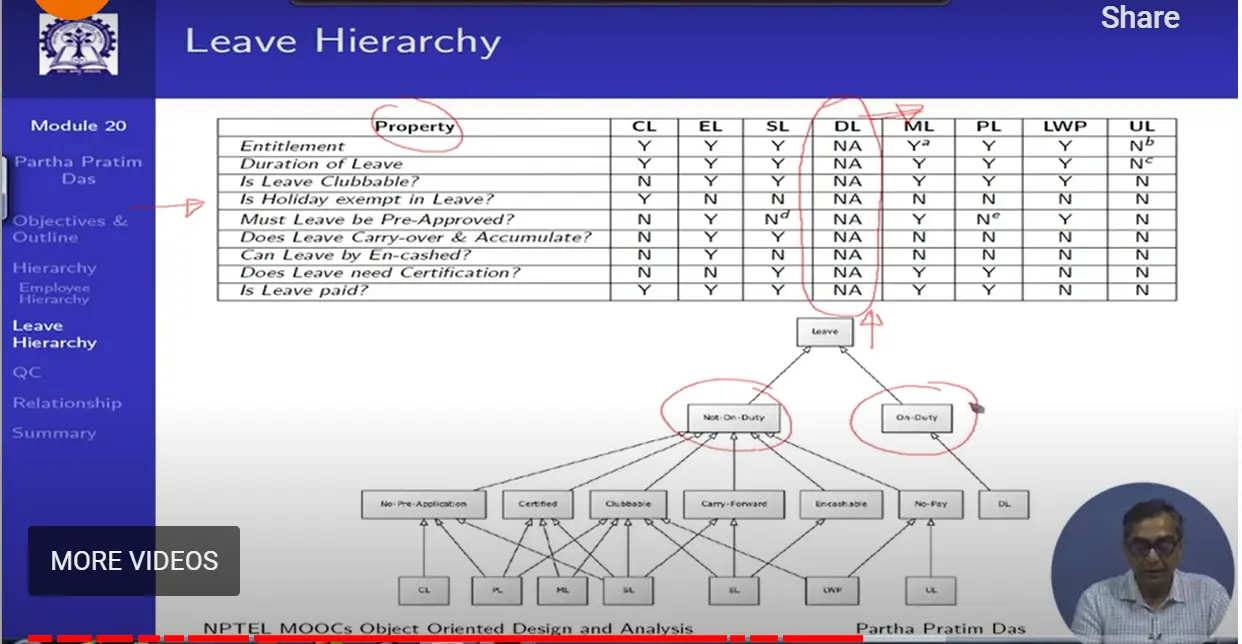 Share
Leave Hierarchy
Module 20
Partha Pratim
Das
Objectives &
Outline
Hierarchy
Employee
Hierarchy
Leave
Hierarchy
QC
Relationship
Summary
Property CL EL SL DL ML PL LWP UL
Entitlement Y Y Y NA Yᵃ Y Y Nᵇ
Duration of Leave Y Y Y NA Y Y Y Nᶜ
Is Leave Clubbable? N Y Y NA Y Y Y N
Is Holiday exempt in Leave? Y N N NA N N N N
Must Leave be Pre-Approved? N Y Nᵈ NA Y Nᵉ Y N
Does Leave Carry-over & Accumulate? N Y Y NA N N N N
Can Leave by En-cashed? N Y N NA N N N N
Does Leave need Certification? N N Y NA Y Y N N
Is Leave paid? Y Y Y NA Y Y N N
Leave
Not-On-Duty On-Duty
No-Pre-Application Certified Clubbable Carry-Forward Encashable No-Pay DL
CL PL ML SL EL LWP UL
MORE VIDEOS
NPTEL MOOCs Object Oriented Design and Analysis Partha Pratim Das